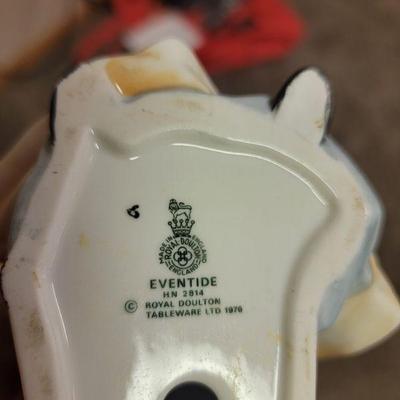 MADE IN ENGLAND
ROYAL DOULTON
ENGLAND
EVENTIDE
HN 2814
© ROYAL DOULTON
TABLEWARE LTD 1976